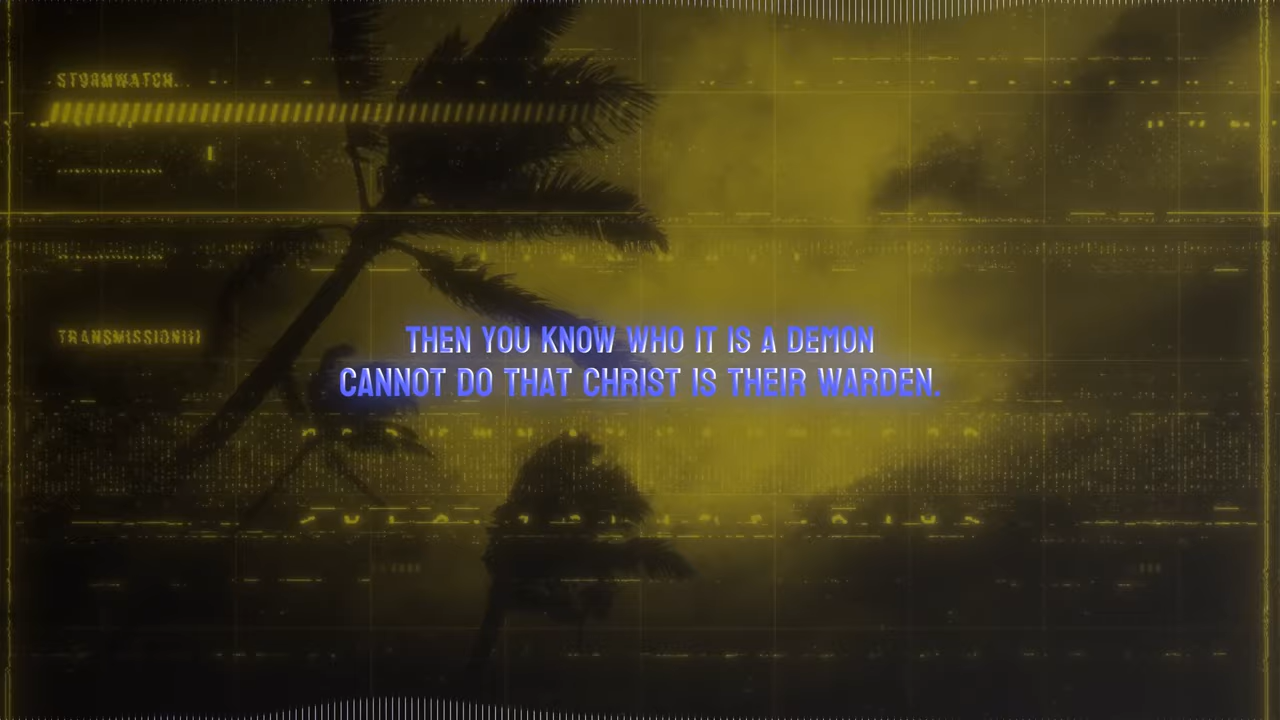 STORMWATCH..
TRANSMISSION
THEN YOU KNOW WHO IT IS A DEMON
CANNOT DO THAT CHRIST IS THEIR WARDEN.